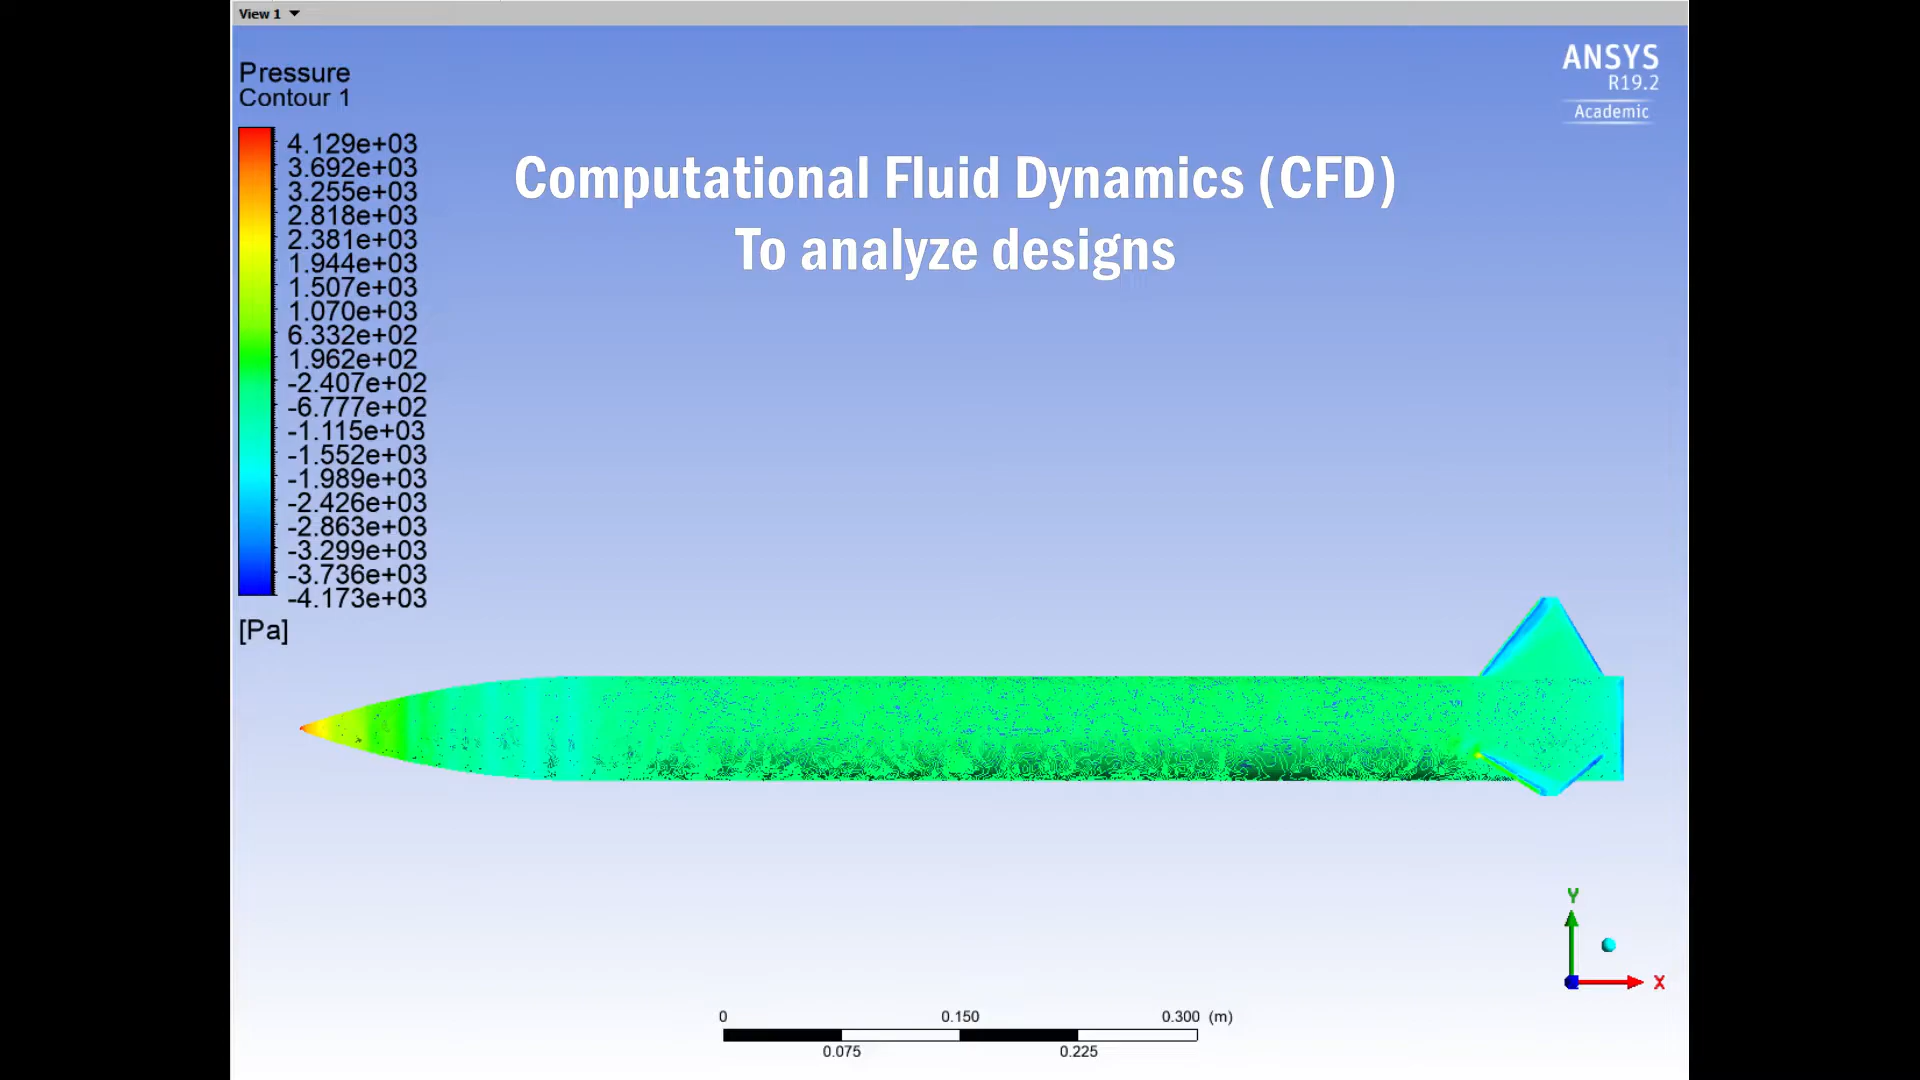 View 1
Pressure
Contour 1
4.129e+03
3.692e+03
3.255e+03
2.818e+03
2.381e+03
1.944e+03
1.507e+03
1.070e+03
6.332e+02
1.962e+02
-2.407e+02
-6.777e+02
-1.115e+03
-1.552e+03
-1.989e+03
-2.426e+03
-2.863e+03
-3.299e+03
-3.736e+03
-4.173e+03
[Pa]
ANSYS
R19.2
Academic
Computational Fluid Dynamics (CFD)
To analyze designs
Y
X
0 0.150 0.300 (m)
0.075 0.225